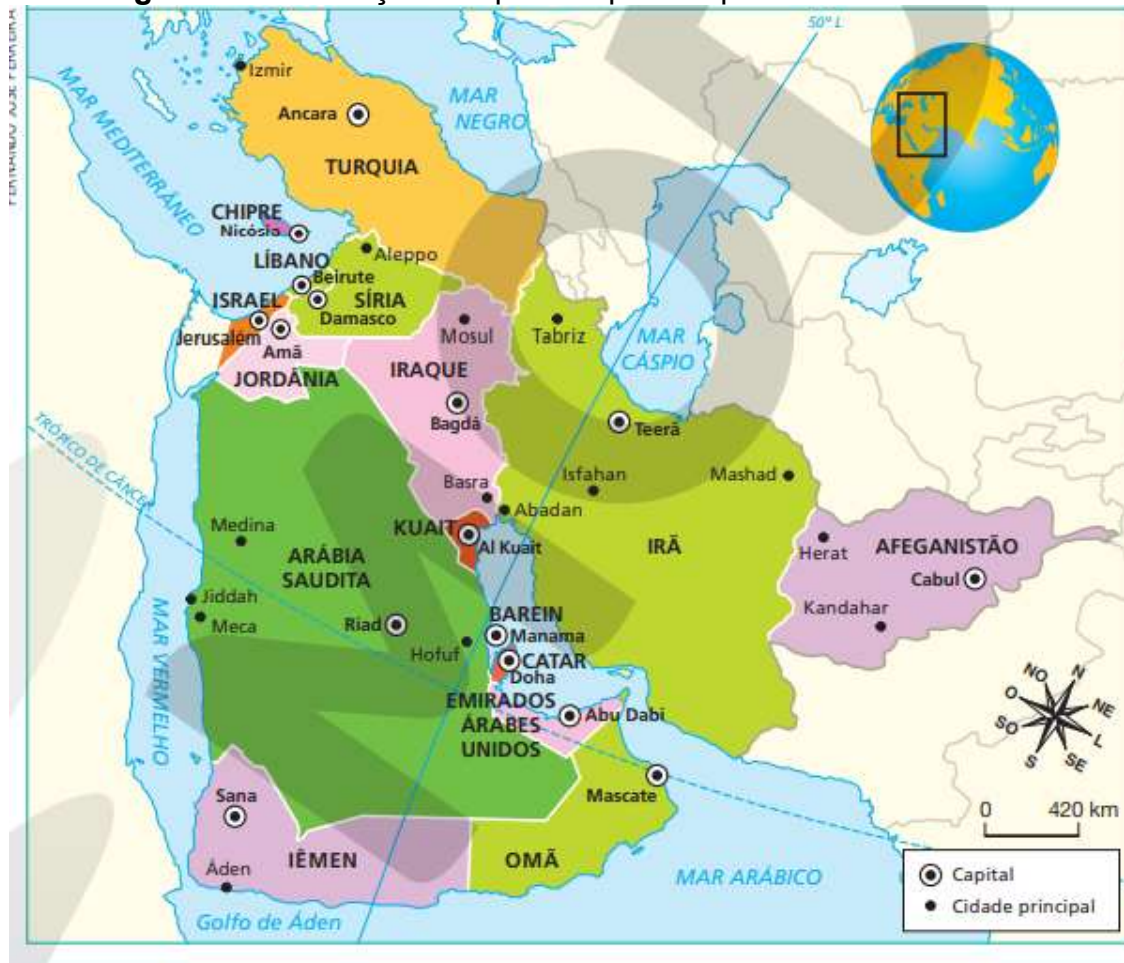 50° L
Izmir
Ancara
MAR
NEGRO
MAR MEDITERRÂNEO
TURQUIA
CHIPRE
Nicósia
LÍBANO
Beirute
Aleppo
ISRAEL
SÍRIA
Damasco
Jerusalém
Amã
JORDÂNIA
Mosul
IRAQUE
Bagdá
Tabriz
MAR
CÁSPIO
Teerã
TRÓPICO DE CÂNCER
Isfahan
Mashad
Basra
Abadan
KUAIT
Al Kuait
IRÃ
Herat
AFEGANISTÃO
Cabul
Kandahar
Medina
ARÁBIA
SAUDITA
Jiddah
Meca
Riad
Hofuf
BAREIN
Manama
CATAR
Doha
EMIRADOS
ÁRABES
UNIDOS
Abu Dabi
MAR VERMELHO
NO N NE
O L
SO S SE
Mascate
0 420 km
Sana
IÊMEN
OMÃ
Áden
MAR ARÁBICO
Golfo de Áden
Capital
Cidade principal